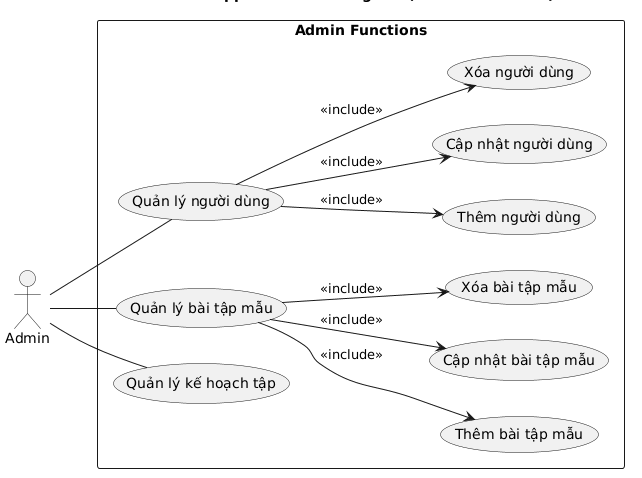 Admin Functions
Xóa người dùng
«include»
Cập nhật người dùng
«include»
Quản lý người dùng
«include»
Thêm người dùng
Xóa bài tập mẫu
«include»
Quản lý bài tập mẫu
«include»
Admin
Cập nhật bài tập mẫu
«include»
Quản lý kế hoạch tập
Thêm bài tập mẫu